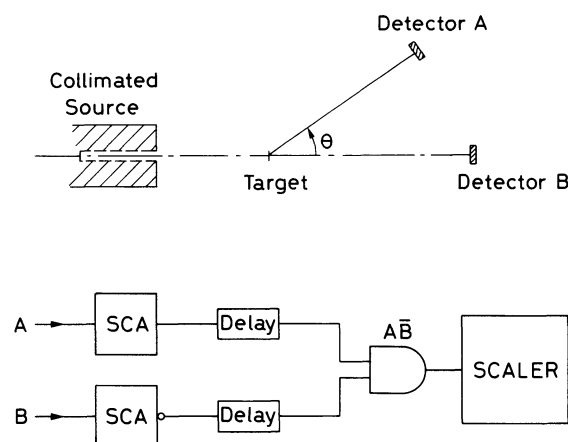 Detector A
Collimated
Source
θ
Target
Detector B
A
SCA
Delay
AB̅
SCALER
B
SCA
Delay